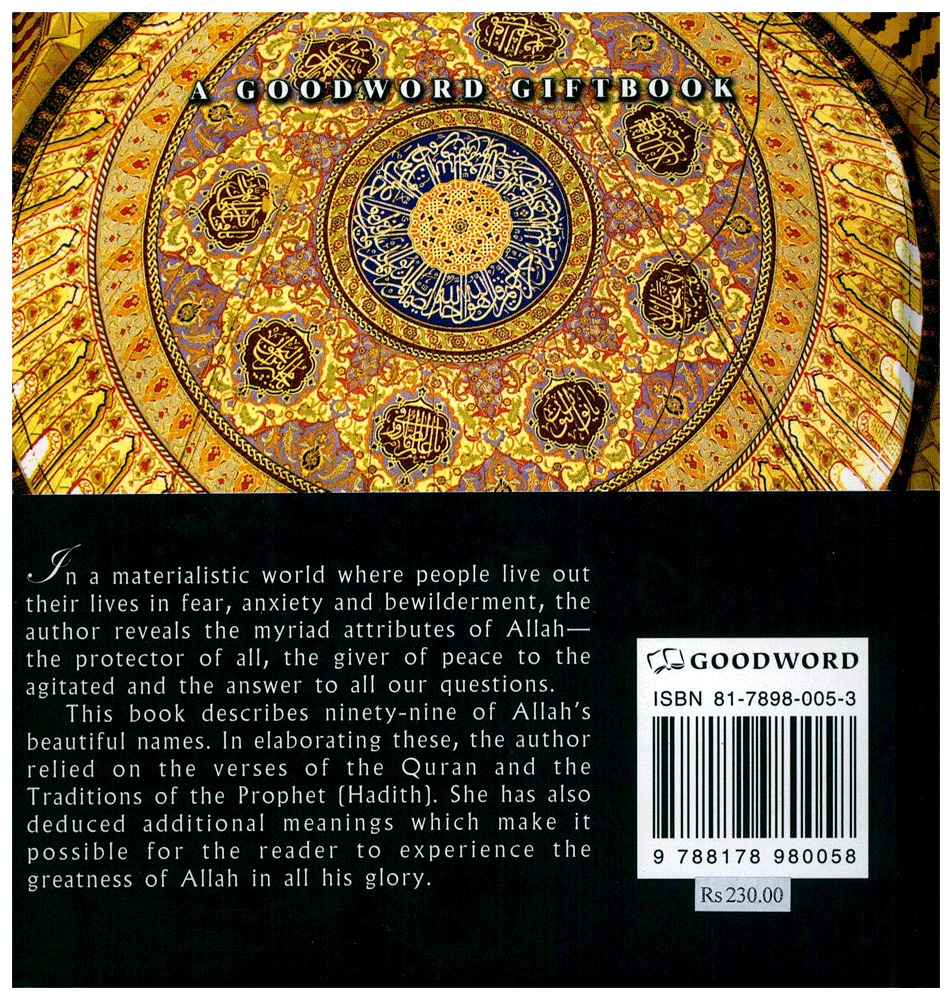 A GOODWORD GIFTBOOK
In a materialistic world where people live out
their lives in fear, anxiety and bewilderment, the
author reveals the myriad attributes of Allah—
the protector of all, the giver of peace to the
agitated and the answer to all our questions.
This book describes ninety-nine of Allah's
beautiful names. In elaborating these, the author
relied on the verses of the Quran and the
Traditions of the Prophet (Hadith). She has also
deduced additional meanings which make it
possible for the reader to experience the
greatness of Allah in all his glory.
GOODWORD
ISBN 81-7898-005-3
9 788178 980058
Rs 230.00